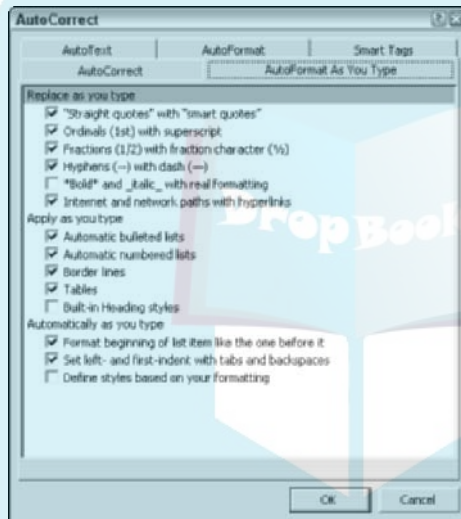 AutoCorrect
AutoText AutoFormat Smart Tags
AutoCorrect AutoFormat As You Type
Replace as you type
"Straight quotes" with "smart quotes"
Ordinals (1st) with superscript
Fractions (1/2) with fraction character (½)
Hyphens (--) with dash (—)
*Bold* and _italic_ with real formatting
Internet and network paths with hyperlinks
Apply as you type
Automatic bulleted lists
Automatic numbered lists
Border lines
Tables
Built-in Heading styles
Automatically as you type
Format beginning of list item like the one before it
Set left- and first-indent with tabs and backspaces
Define styles based on your formatting
DropBook
OK Cancel